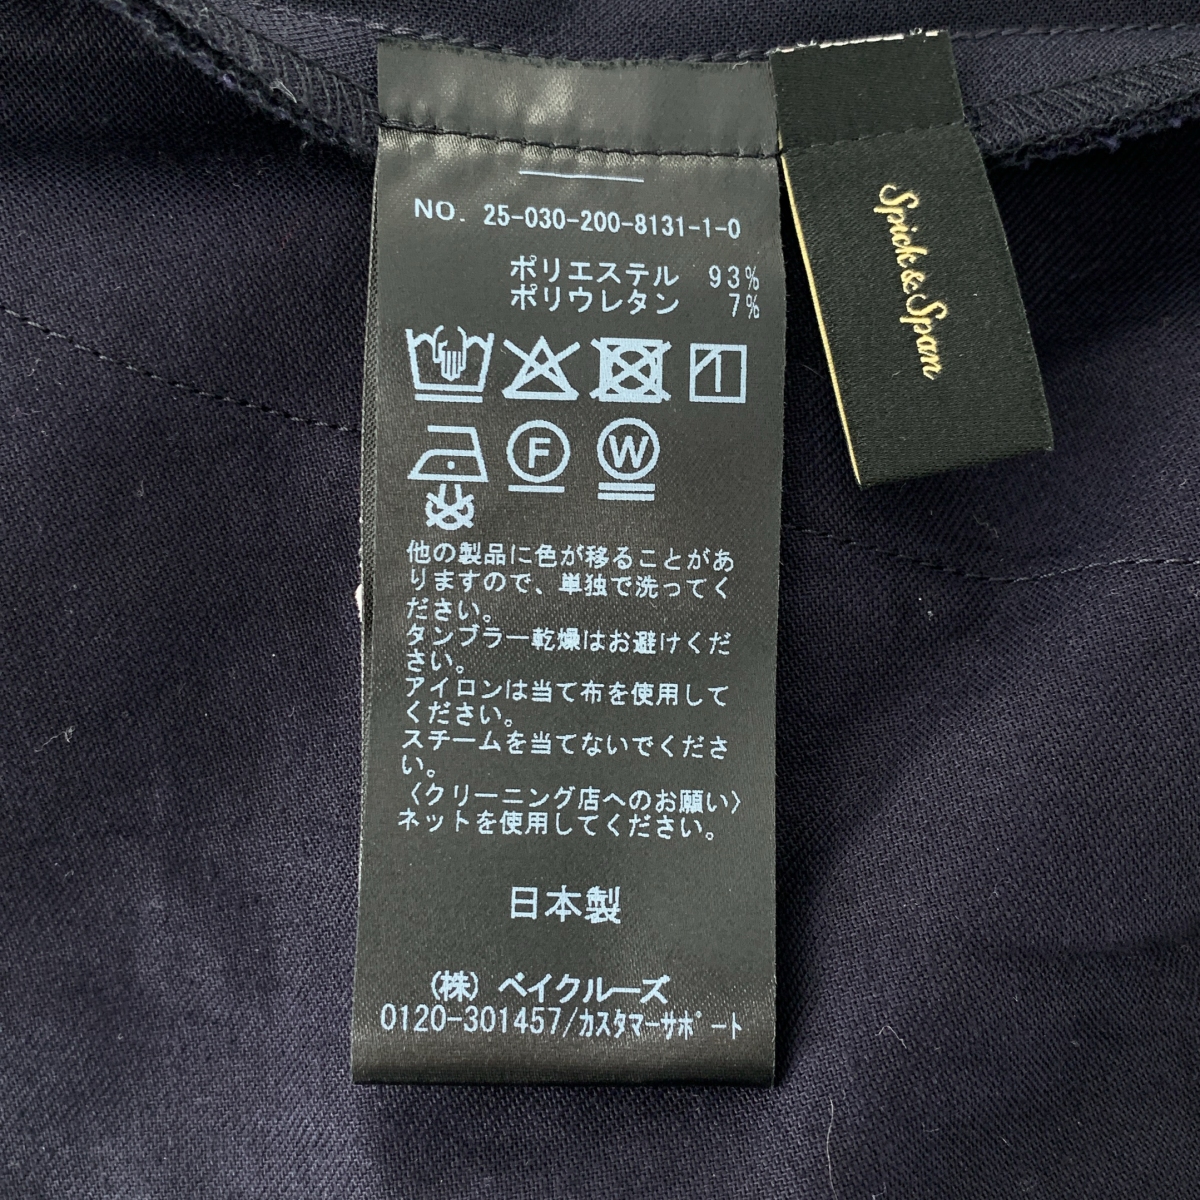 NO. 25-030-200-8131-1-0
ポリエステル 93%
ポリウレタン 7%
F
W
他の製品に色が移ることがあ
りますので、単独で洗ってく
ださい。
タンブラー乾燥はお避けくだ
さい。
アイロンは当て布を使用して
ください。
スチームを当てないでくださ
い。
〈クリーニング店へのお願い〉
ネットを使用してください。
日本製
(株) ベイクルーズ
0120-301457/カスタマーサポート
Spick & Span